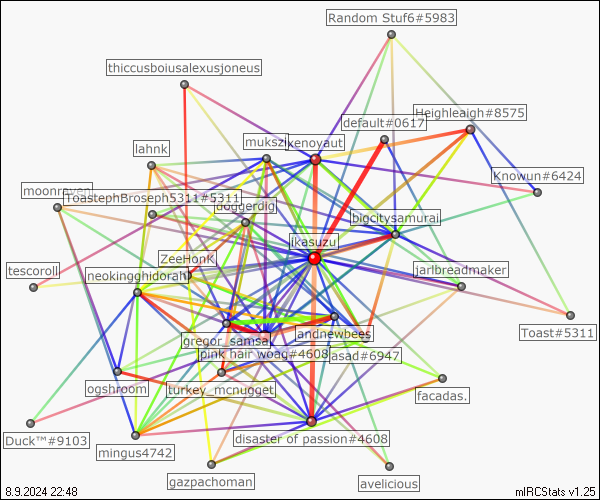 Random Stuf6#5983
thiccusboiusalexusjoneus
Heighleaigh#8575
default#0617
xenoyaut
mukszi
lahnk
Knowun#6424
moonraven
ToastephBroseph5311#5311
doggerdig
bigcitysamurai
ikasuzu
ZeeHonK
jarlbreadmaker
tescoroll
neokingghidorah
Toast#5311
landnewbees
gregor_samsa.
pink hair woag#4608
asad#6947
ogshroom
turkey_mcnugget
facadas.
Duck™#9103
disaster of passion#4608
mingus4742
gazpachoman
avelicious
8.9.2024 22:48
mIRCStats v1.25